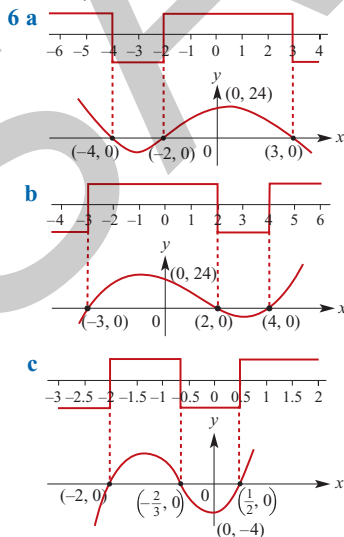 6 a
−6 −5 −4 −3 −2 −1 0 1 2 3 4
y
(0, 24)
x
(−4, 0) (−2, 0) 0 (3, 0)
b
−4 −3 −2 −1 0 1 2 3 4 5 6
y
(0, 24)
x
(−3, 0) 0 (2, 0) (4, 0)
c
−3 −2.5 −2 −1.5 −1 −0.5 0 0.5 1 1.5 2
y
x
(−2, 0) (−2/3, 0) 0 (1/2, 0)
(0, −4)